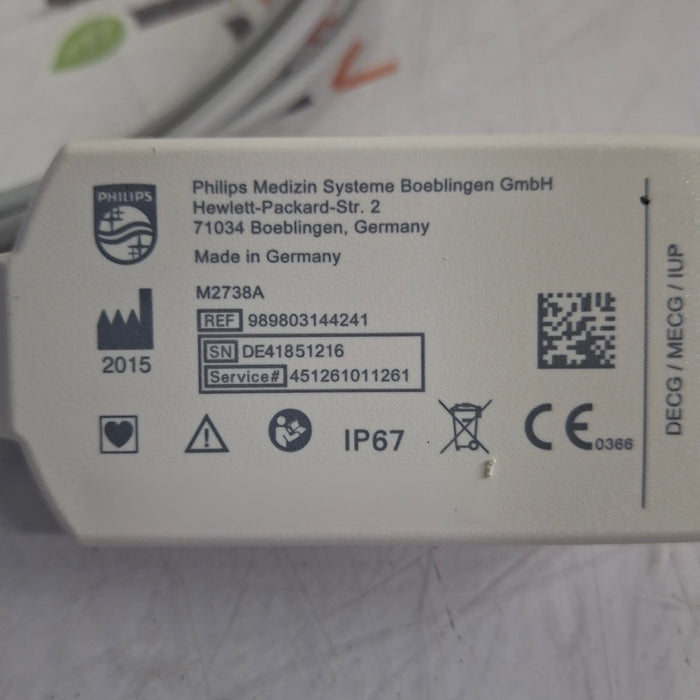 PHILIPS
Philips Medizin Systeme Boeblingen GmbH
Hewlett-Packard-Str. 2
71034 Boeblingen, Germany
Made in Germany
M2738A
REF 989803144241
SN DE41851216
Service# 451261011261
2015
IP67
CE 0366
DECG / MECG / IUP